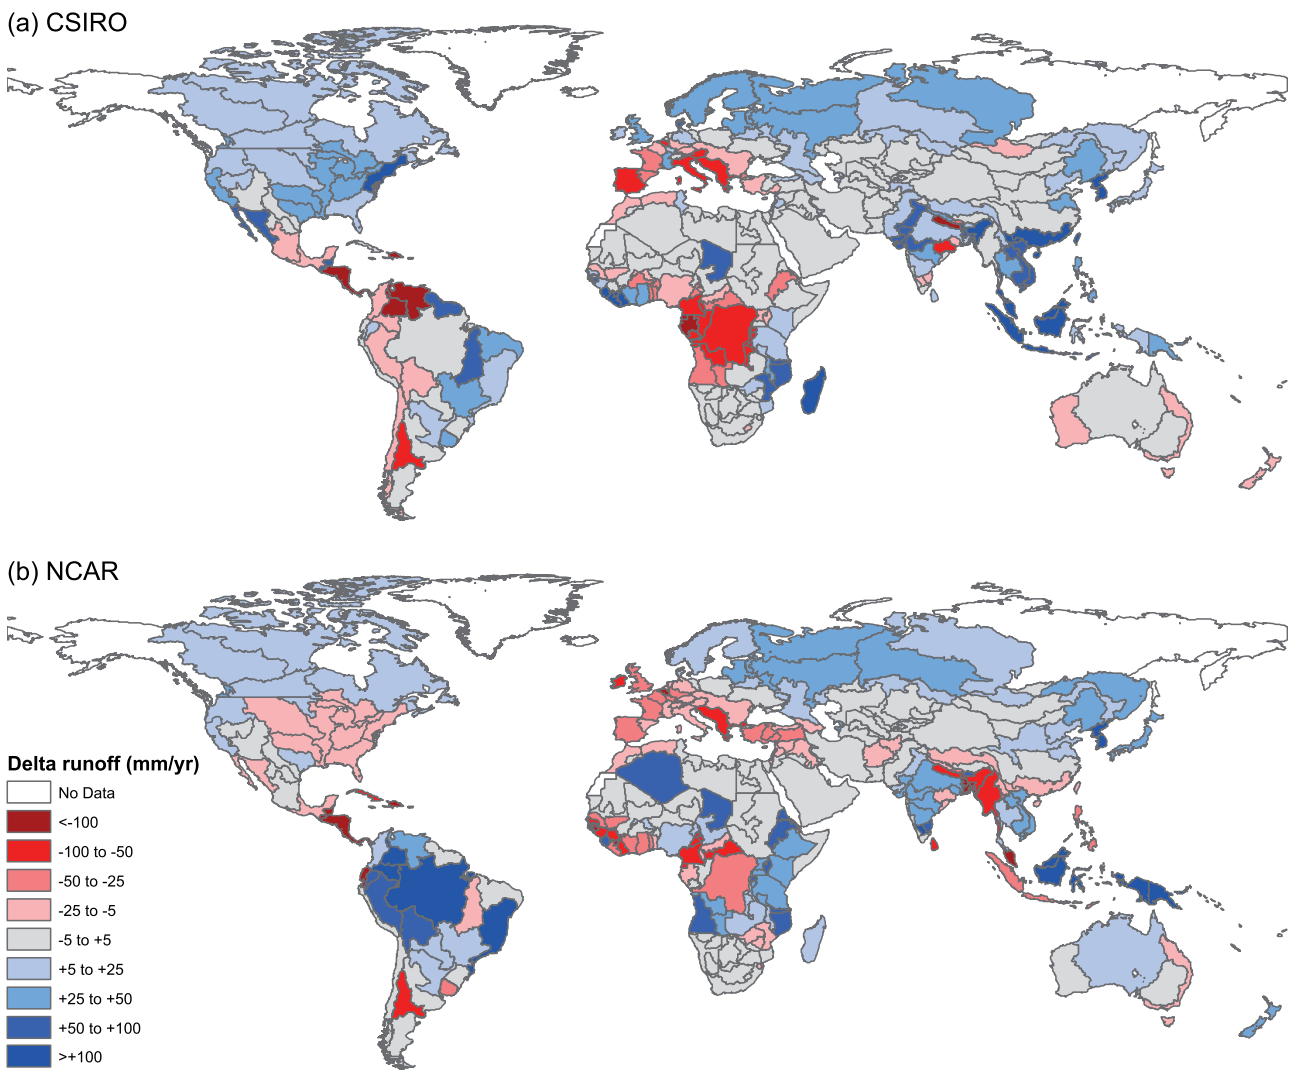 (a) CSIRO
(b) NCAR
Delta runoff (mm/yr)
No Data
<-100
-100 to -50
-50 to -25
-25 to -5
-5 to +5
+5 to +25
+25 to +50
+50 to +100
>+100